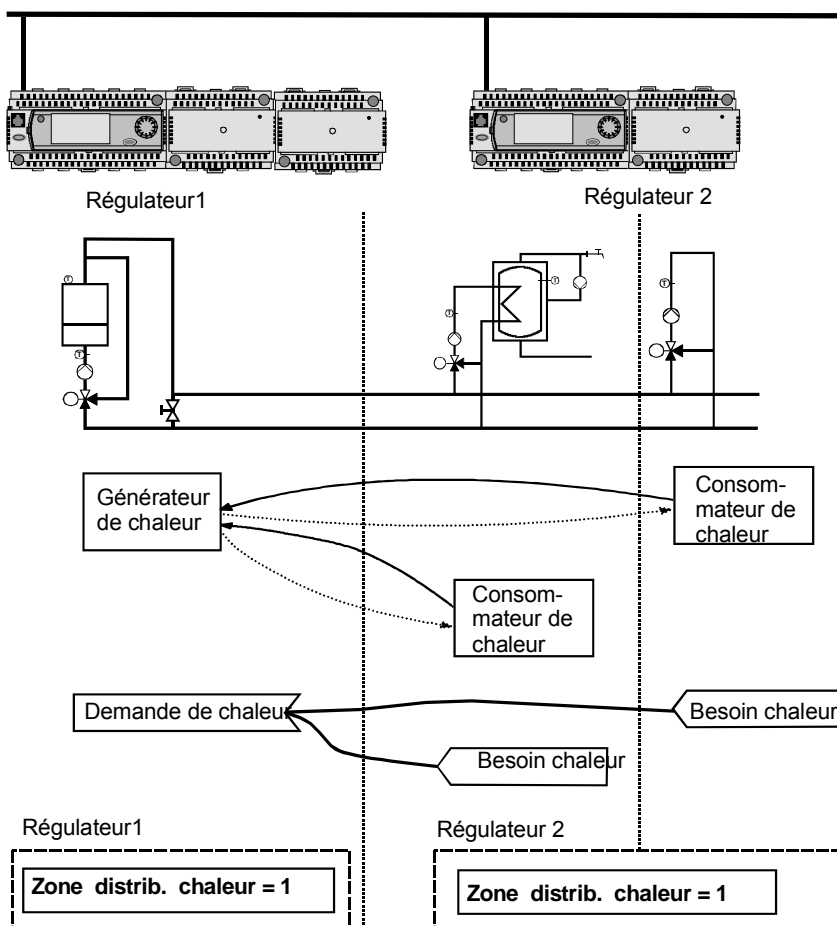 Régulateur1
Régulateur 2
T
T
T
T
T
Générateur
de chaleur
Consom-
mateur de
chaleur
Consom-
mateur de
chaleur
Demande de chaleur
Besoin chaleur
Besoin chaleur
Régulateur1
Régulateur 2
Zone distrib. chaleur = 1
Zone distrib. chaleur = 1